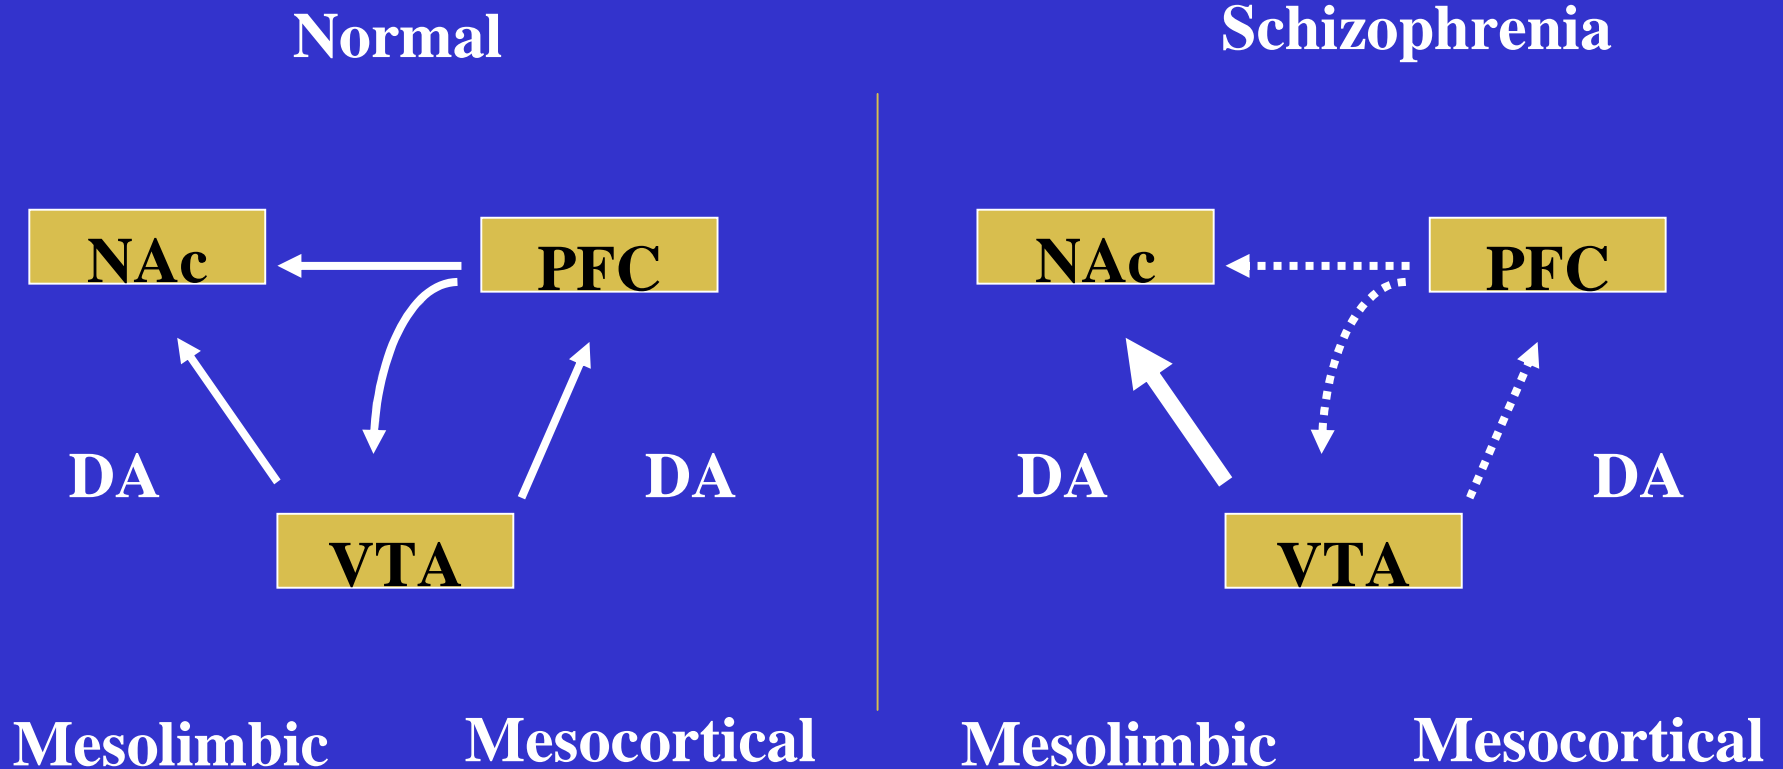 Normal
Schizophrenia
NAc
PFC
DA
DA
VTA
Mesolimbic
Mesocortical
NAc
PFC
DA
DA
VTA
Mesolimbic
Mesocortical